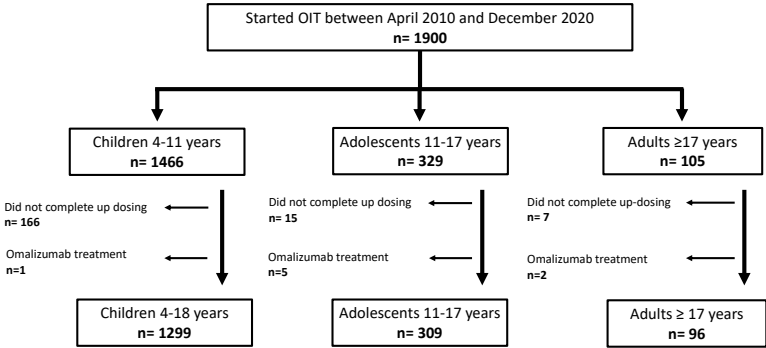 Started OIT between April 2010 and December 2020
n= 1900
Children 4-11 years
n= 1466
Adolescents 11-17 years
n= 329
Adults ≥17 years
n= 105
Did not complete up dosing
n= 166
Did not complete up dosing
n= 15
Did not complete up-dosing
n= 7
Omalizumab treatment
n=1
Omalizumab treatment
n=5
Omalizumab treatment
n=2
Children 4-18 years
n= 1299
Adolescents 11-17 years
n= 309
Adults ≥ 17 years
n= 96